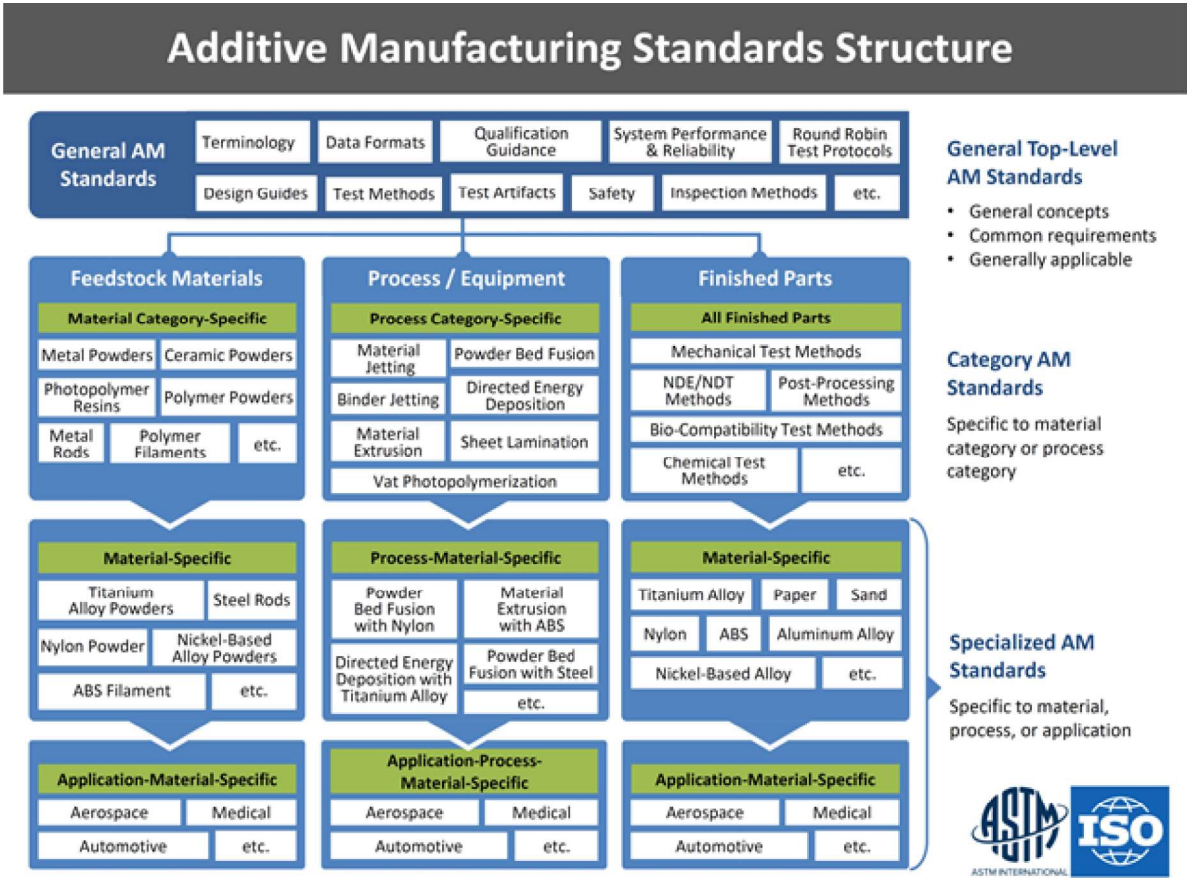 Additive Manufacturing Standards Structure
General AM
Standards
Terminology
Data Formats
Qualification
Guidance
System Performance
& Reliability
Round Robin
Test Protocols
Design Guides
Test Methods
Test Artifacts
Safety
Inspection Methods
etc.
General Top-Level
AM Standards
• General concepts
• Common requirements
• Generally applicable
Feedstock Materials
Material Category-Specific
Metal Powders
Ceramic Powders
Photopolymer
Resins
Polymer Powders
Metal
Rods
Polymer
Filaments
etc.
Process / Equipment
Process Category-Specific
Material
Jetting
Powder Bed Fusion
Binder Jetting
Directed Energy
Deposition
Material
Extrusion
Sheet Lamination
Vat Photopolymerization
Finished Parts
All Finished Parts
Mechanical Test Methods
NDE/NDT
Methods
Post-Processing
Methods
Bio-Compatibility Test Methods
Chemical Test
Methods
etc.
Category AM
Standards
Specific to material
category or process
category
Material-Specific
Titanium
Alloy Powders
Steel Rods
Nylon Powder
Nickel-Based
Alloy Powders
ABS Filament
etc.
Process-Material-Specific
Powder
Bed Fusion
with Nylon
Material
Extrusion
with ABS
Directed Energy
Deposition with
Titanium Alloy
Powder Bed
Fusion with Steel
etc.
Material-Specific
Titanium Alloy
Paper
Sand
Nylon
ABS
Aluminum Alloy
Nickel-Based Alloy
etc.
Specialized AM
Standards
Specific to material,
process, or application
Application-Material-Specific
Aerospace
Medical
Automotive
etc.
Application-Process-
Material-Specific
Aerospace
Medical
Automotive
etc.
Application-Material-Specific
Aerospace
Medical
Automotive
etc.
ASTM
ASTM INTERNATIONAL
ISO